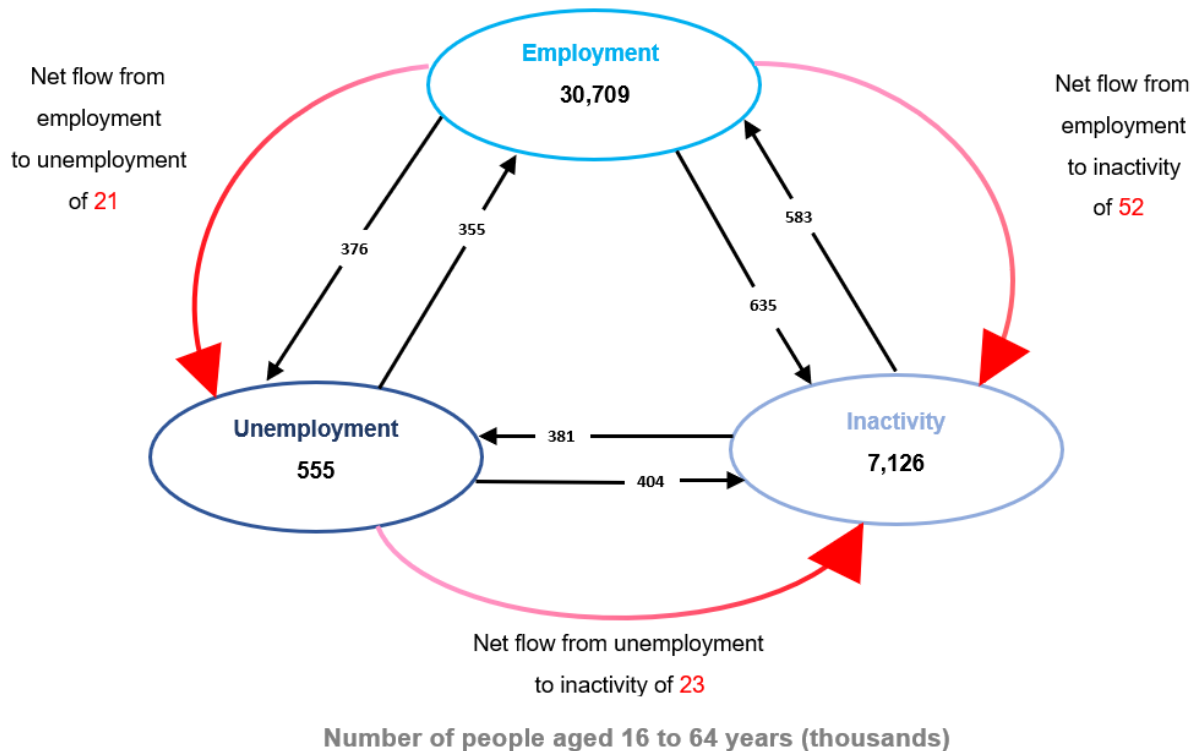 Employment
30,709
Net flow from
employment
to unemployment
of 21
Net flow from
employment
to inactivity
of 52
376
355
583
635
Unemployment
555
Inactivity
7,126
381
404
Net flow from unemployment
to inactivity of 23
Number of people aged 16 to 64 years (thousands)